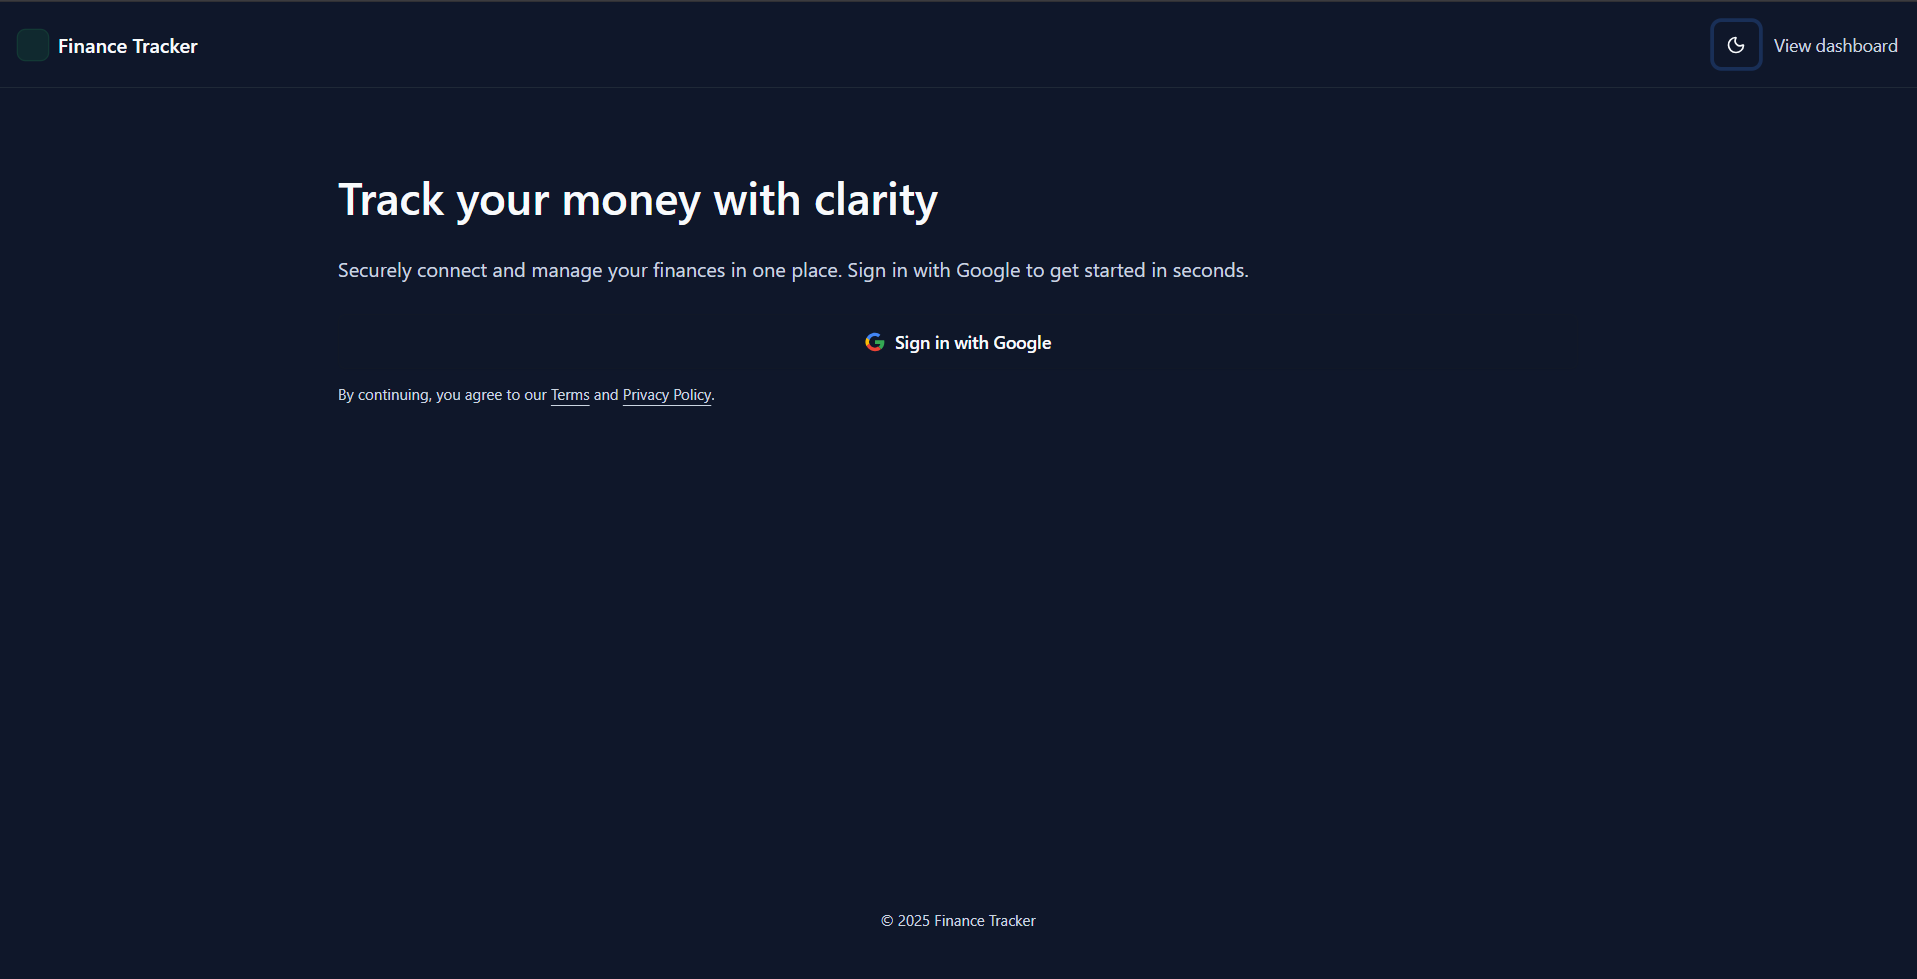 Finance Tracker
View dashboard
Track your money with clarity
Securely connect and manage your finances in one place. Sign in with Google to get started in seconds.
Sign in with Google
By continuing, you agree to our Terms and Privacy Policy.
© 2025 Finance Tracker